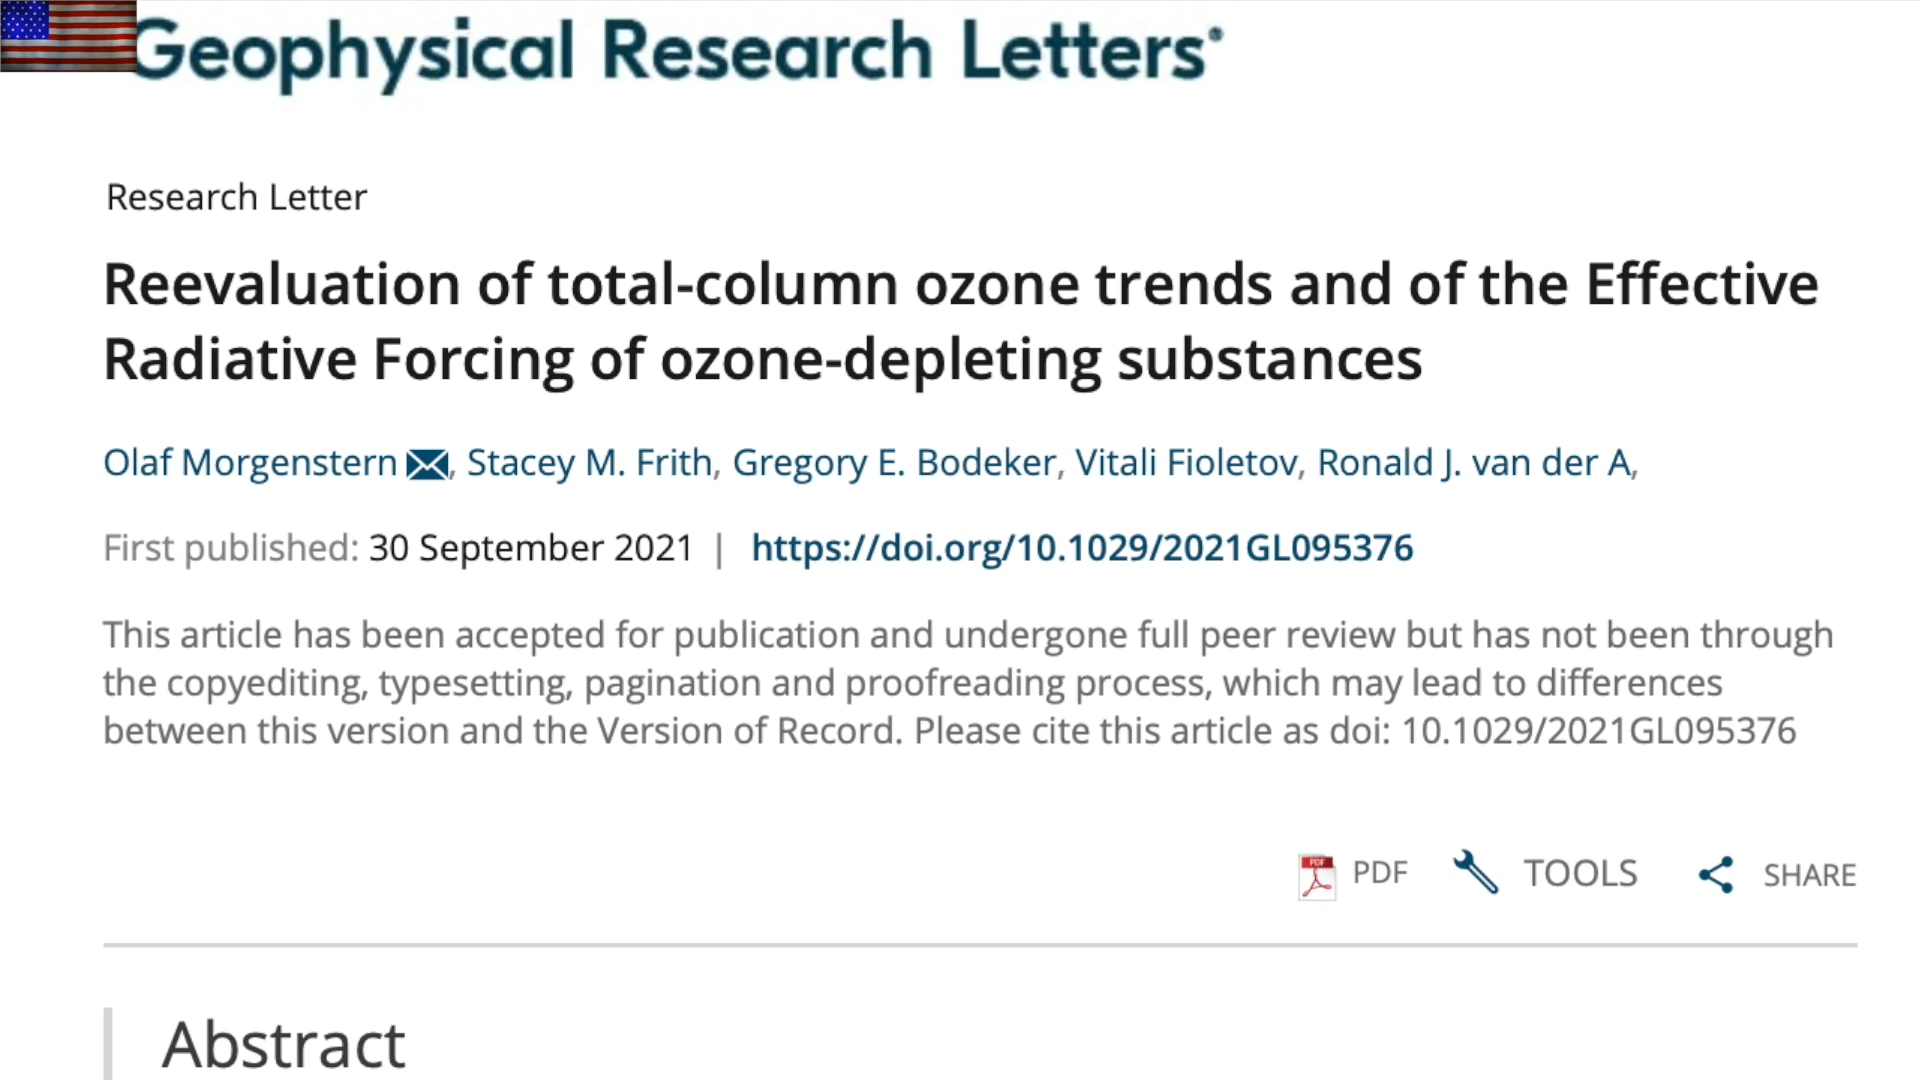 Geophysical Research Letters®
Research Letter
Reevaluation of total-column ozone trends and of the Effective
Radiative Forcing of ozone-depleting substances
Olaf Morgenstern, Stacey M. Frith, Gregory E. Bodeker, Vitali Fioletov, Ronald J. van der A,
First published: 30 September 2021 | https://doi.org/10.1029/2021GL095376
This article has been accepted for publication and undergone full peer review but has not been through
the copyediting, typesetting, pagination and proofreading process, which may lead to differences
between this version and the Version of Record. Please cite this article as doi: 10.1029/2021GL095376
PDF PDF TOOLS SHARE
Abstract